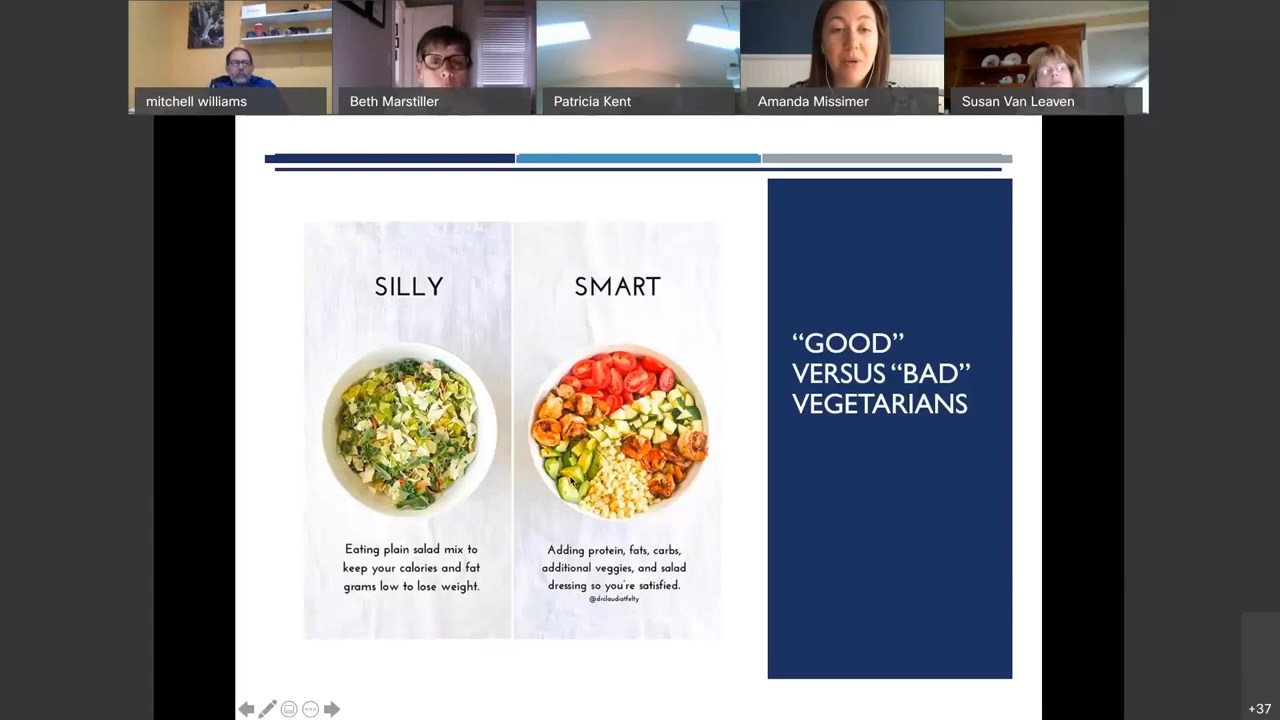 mitchell williams
Beth Marstiller
Patricia Kent
Amanda Missimer
Susan Van Leaven
SILLY
Eating plain salad mix to
keep your calories and fat
grams low to lose weight.
SMART
Adding protein, fats, carbs,
additional veggies, and salad
dressing so you're satisfied.
@drclaudiatfelty
“GOOD”
VERSUS “BAD”
VEGETARIANS
+37